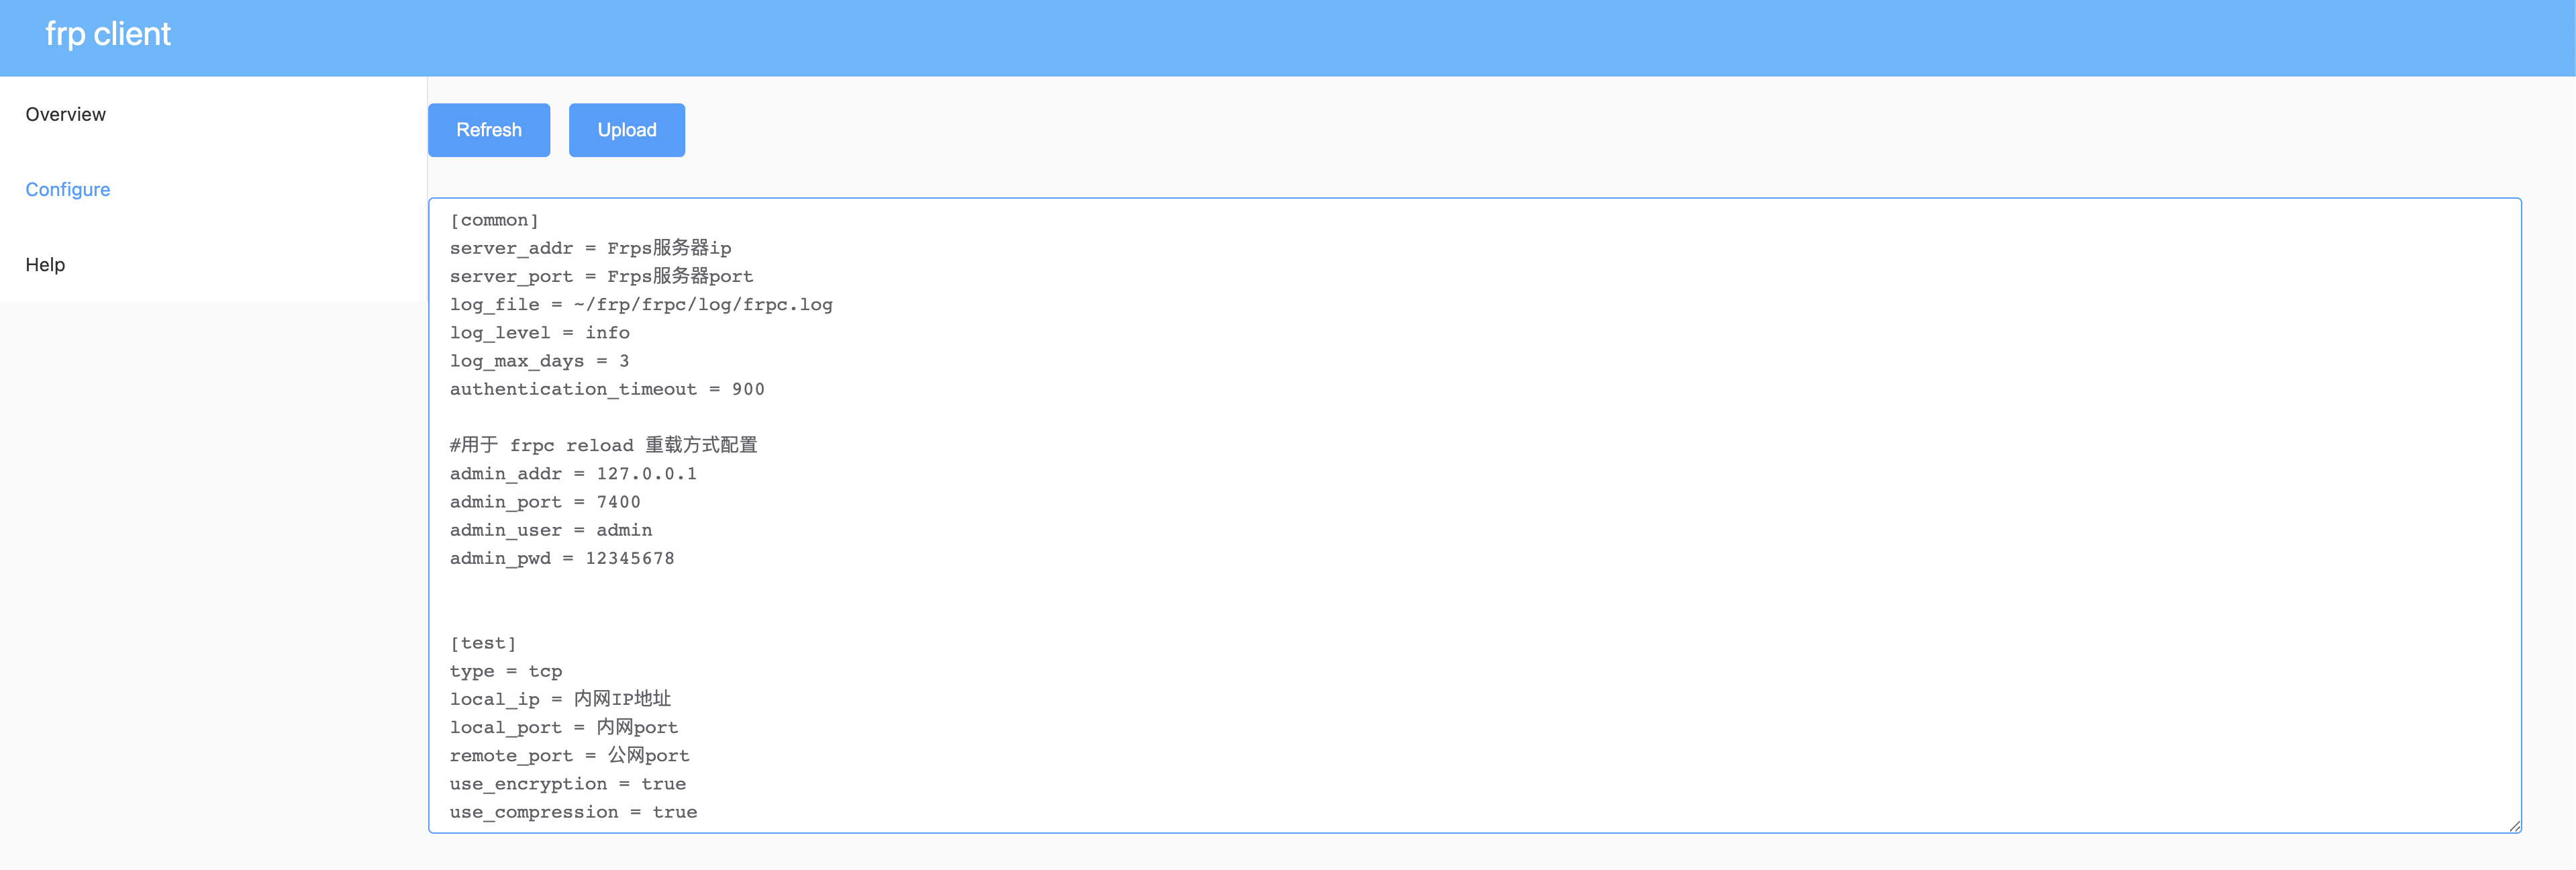 frp client
Overview
Configure
Help
Refresh
Upload
[common]
server_addr = Frps服务器ip
server_port = Frps服务器port
log_file = ~/frp/frpc/log/frpc.log
log_level = info
log_max_days = 3
authentication_timeout = 900
#用于 frpc reload 重载方式配置
admin_addr = 127.0.0.1
admin_port = 7400
admin_user = admin
admin_pwd = 12345678
[test]
type = tcp
local_ip = 内网IP地址
local_port = 内网port
remote_port = 公网port
use_encryption = true
use_compression = true